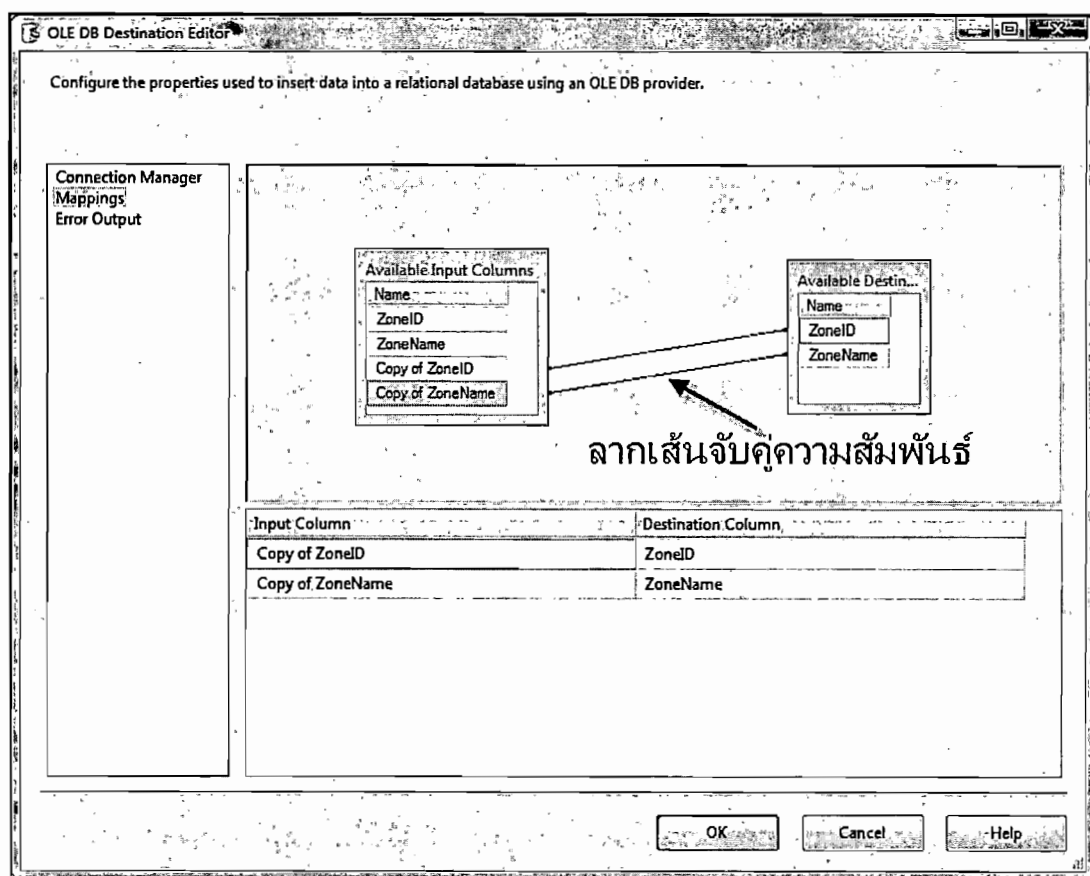 OLE DB Destination Editor
Configure the properties used to insert data into a relational database using an OLE DB provider.
Connection Manager
Mappings
Error Output
Available Input Columns
Name
ZoneID
ZoneName
Copy of ZoneID
Copy of ZoneName
Available Destin...
Name
ZoneID
ZoneName
ลากเส้นจับคู่ความสัมพันธ์
Input Column Destination Column
Copy of ZoneID ZoneID
Copy of ZoneName ZoneName
OK Cancel Help